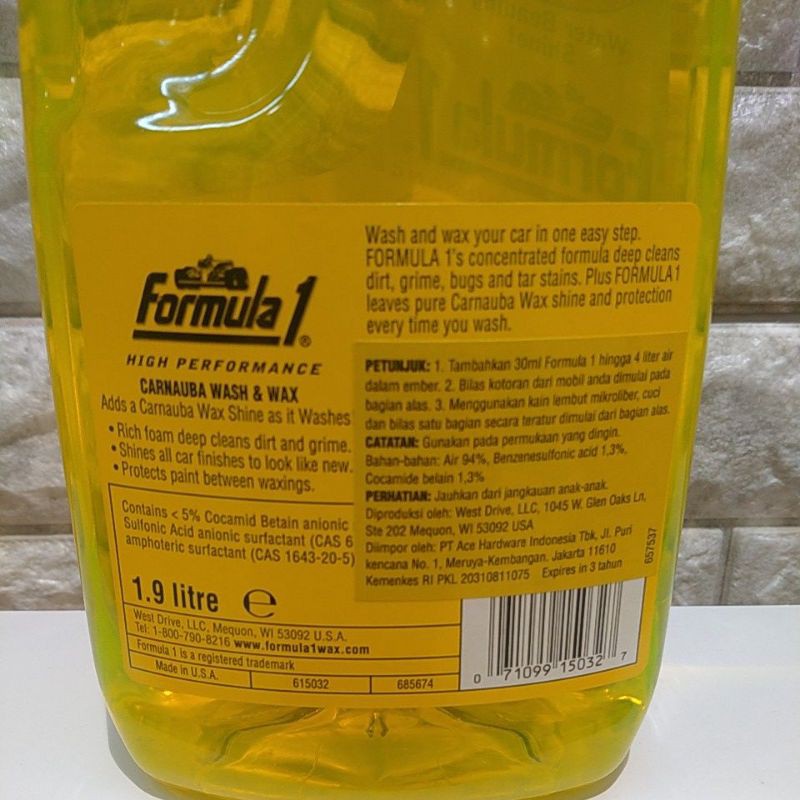 Formula 1®
HIGH PERFORMANCE
CARNAUBA WASH & WAX
Adds a Carnauba Wax Shine as it Washes
• Rich foam deep cleans dirt and grime.
• Shines all car finishes to look like new.
• Protects paint between waxings.
Contains < 5% Cocamid Betain anionic
Sulfonic Acid anionic surfactant (CAS 6
amphoteric surfactant (CAS 1643-20-5)
1.9 litre ℮
West Drive, LLC, Mequon, WI 53092 U.S.A.
Tel: 1-800-790-8216 www.formula1wax.com
Formula 1 is a registered trademark
Made in U.S.A.
615032
685674
Wash and wax your car in one easy step.
FORMULA 1's concentrated formula deep cleans
dirt, grime, bugs and tar stains. Plus FORMULA1
leaves pure Carnauba Wax shine and protection
every time you wash.
PETUNJUK: 1. Tambahkan 30ml Formula 1 hingga 4 liter air
dalam ember. 2. Bilas kotoran dari mobil anda dimulai pada
bagian alas. 3. Menggunakan kain lembut mikroliber, cuci
dan bilas satu bagian secara teratur dimulai dari bagian alas.
CATATAN: Gunakan pada permukaan yang dingin.
Bahan-bahan: Air 94%, Benzenesulfonic acid 1,3%,
Cocamide belain 1,3%
PERHATIAN: Jauhkan dari jangkauan anak-anak.
Diproduksi oleh: West Drive, LLC, 1045 W. Glen Oaks Ln,
Ste 202 Mequon, WI 53092 USA
Diimpor oleh: PT Ace Hardware Indonesia Tbk, Jl. Puri
kencana No. 1, Meruya-Kembangan, Jakarta 11610
Kemenkes RI PKL 20310811075 Expires in 3 tahun
657537
0 71099 15032 7